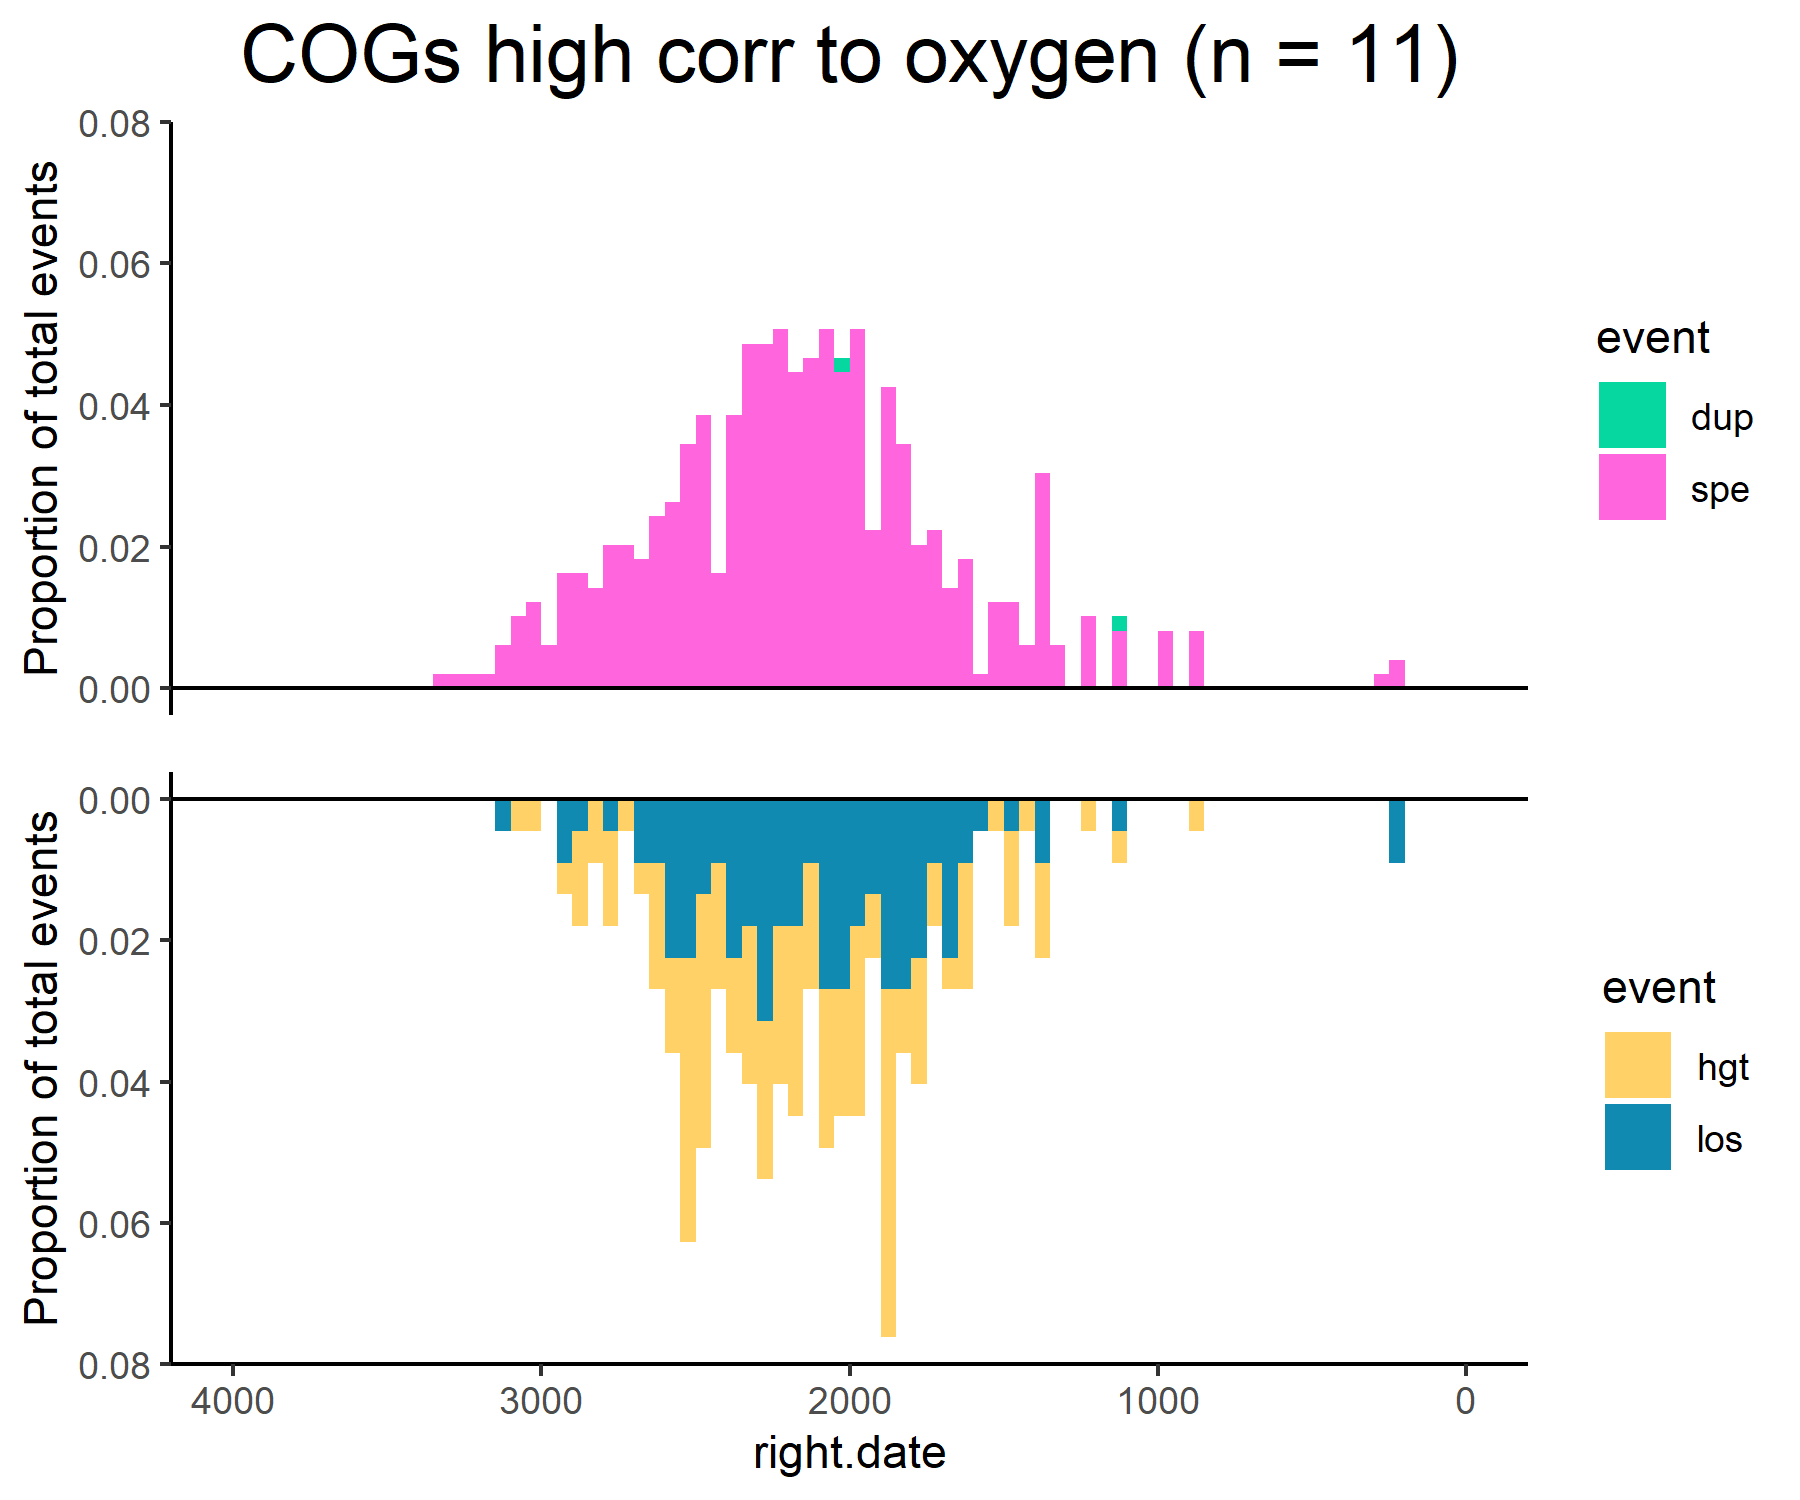 COGs high corr to oxygen (n = 11)
Proportion of total events
0.08
0.06
0.04
0.02
0.00
event
dup
spe
Proportion of total events
0.00
0.02
0.04
0.06
0.08
4000
3000
2000
1000
0
right.date
event
hgt
los